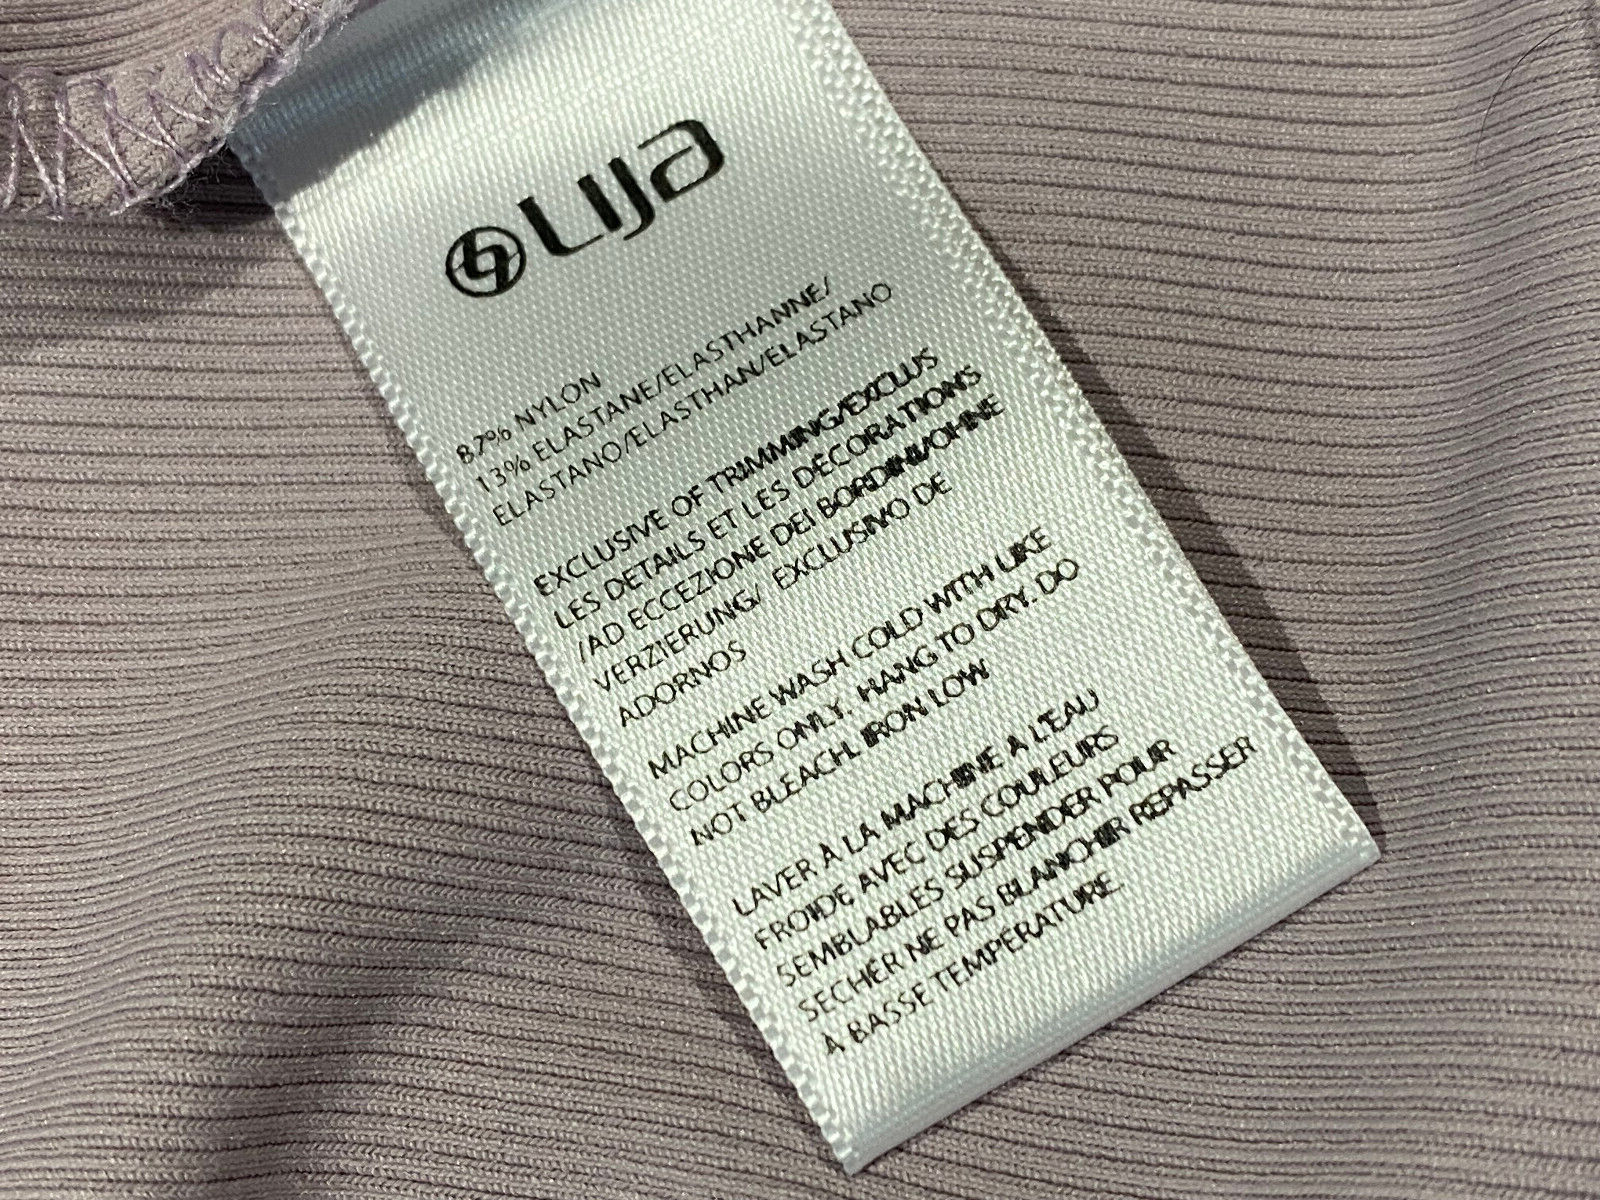 LIJA
87% NYLON
13% ELASTANE/ELASTHANNE/
ELASTANO/ELASTHAN/ELASTANO
EXCLUSIVE OF TRIMMING/EXCLUS
LES DETAILS ET LES DECORATIONS
/AD ECCEZIONE DEI BORDINI/OHNE
VERZIERUNG/ EXCLUSIVO DE
ADORNOS
MACHINE WASH COLD WITH LIKE
COLORS ONLY. HANG TO DRY. DO
NOT BLEACH. IRON LOW
LAVER À LA MACHINE A L'EAU
FROIDE AVEC DES COULEURS
SEMBLABLES SUSPENDER POUR
SECHER NE PAS BLANCHIR REPASSER
À BASSE TEMPERATURE.